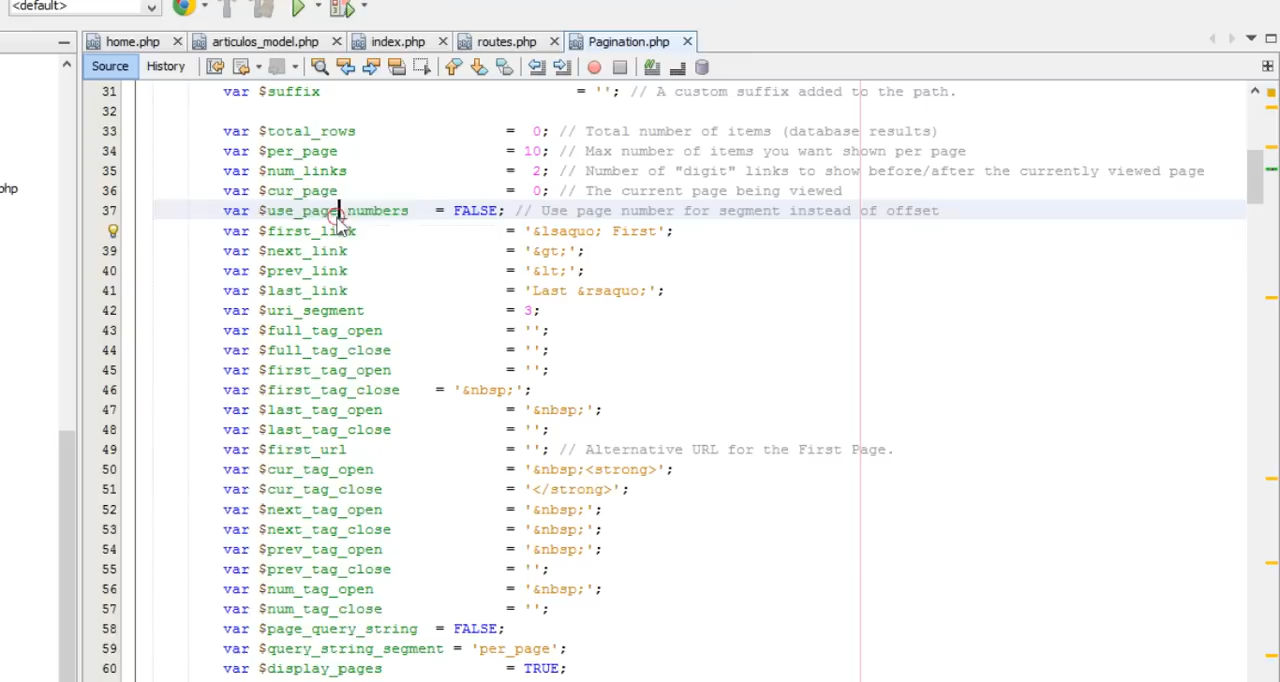 <default>
home.php articulos_model.php index.php routes.php Pagination.php
Source History
31 var $suffix = ''; // A custom suffix added to the path.
32
33 var $total_rows = 0; // Total number of items (database results)
34 var $per_page = 10; // Max number of items you want shown per page
35 var $num_links = 2; // Number of "digit" links to show before/after the currently viewed page
36 var $cur_page = 0; // The current page being viewed
37 var $use_page_numbers = FALSE; // Use page number for segment instead of offset
var $first_link = '&lsaquo; First';
39 var $next_link = '&gt;';
40 var $prev_link = '&lt;';
41 var $last_link = 'Last &rsaquo;';
42 var $uri_segment = 3;
43 var $full_tag_open = '';
44 var $full_tag_close = '';
45 var $first_tag_open = '';
46 var $first_tag_close = '&nbsp;';
47 var $last_tag_open = '&nbsp;';
48 var $last_tag_close = '';
49 var $first_url = ''; // Alternative URL for the First Page.
50 var $cur_tag_open = '&nbsp;<strong>';
51 var $cur_tag_close = '</strong>';
52 var $next_tag_open = '&nbsp;';
53 var $next_tag_close = '&nbsp;';
54 var $prev_tag_open = '&nbsp;';
55 var $prev_tag_close = '';
56 var $num_tag_open = '&nbsp;';
57 var $num_tag_close = '';
58 var $page_query_string = FALSE;
59 var $query_string_segment = 'per_page';
60 var $display_pages = TRUE;
php